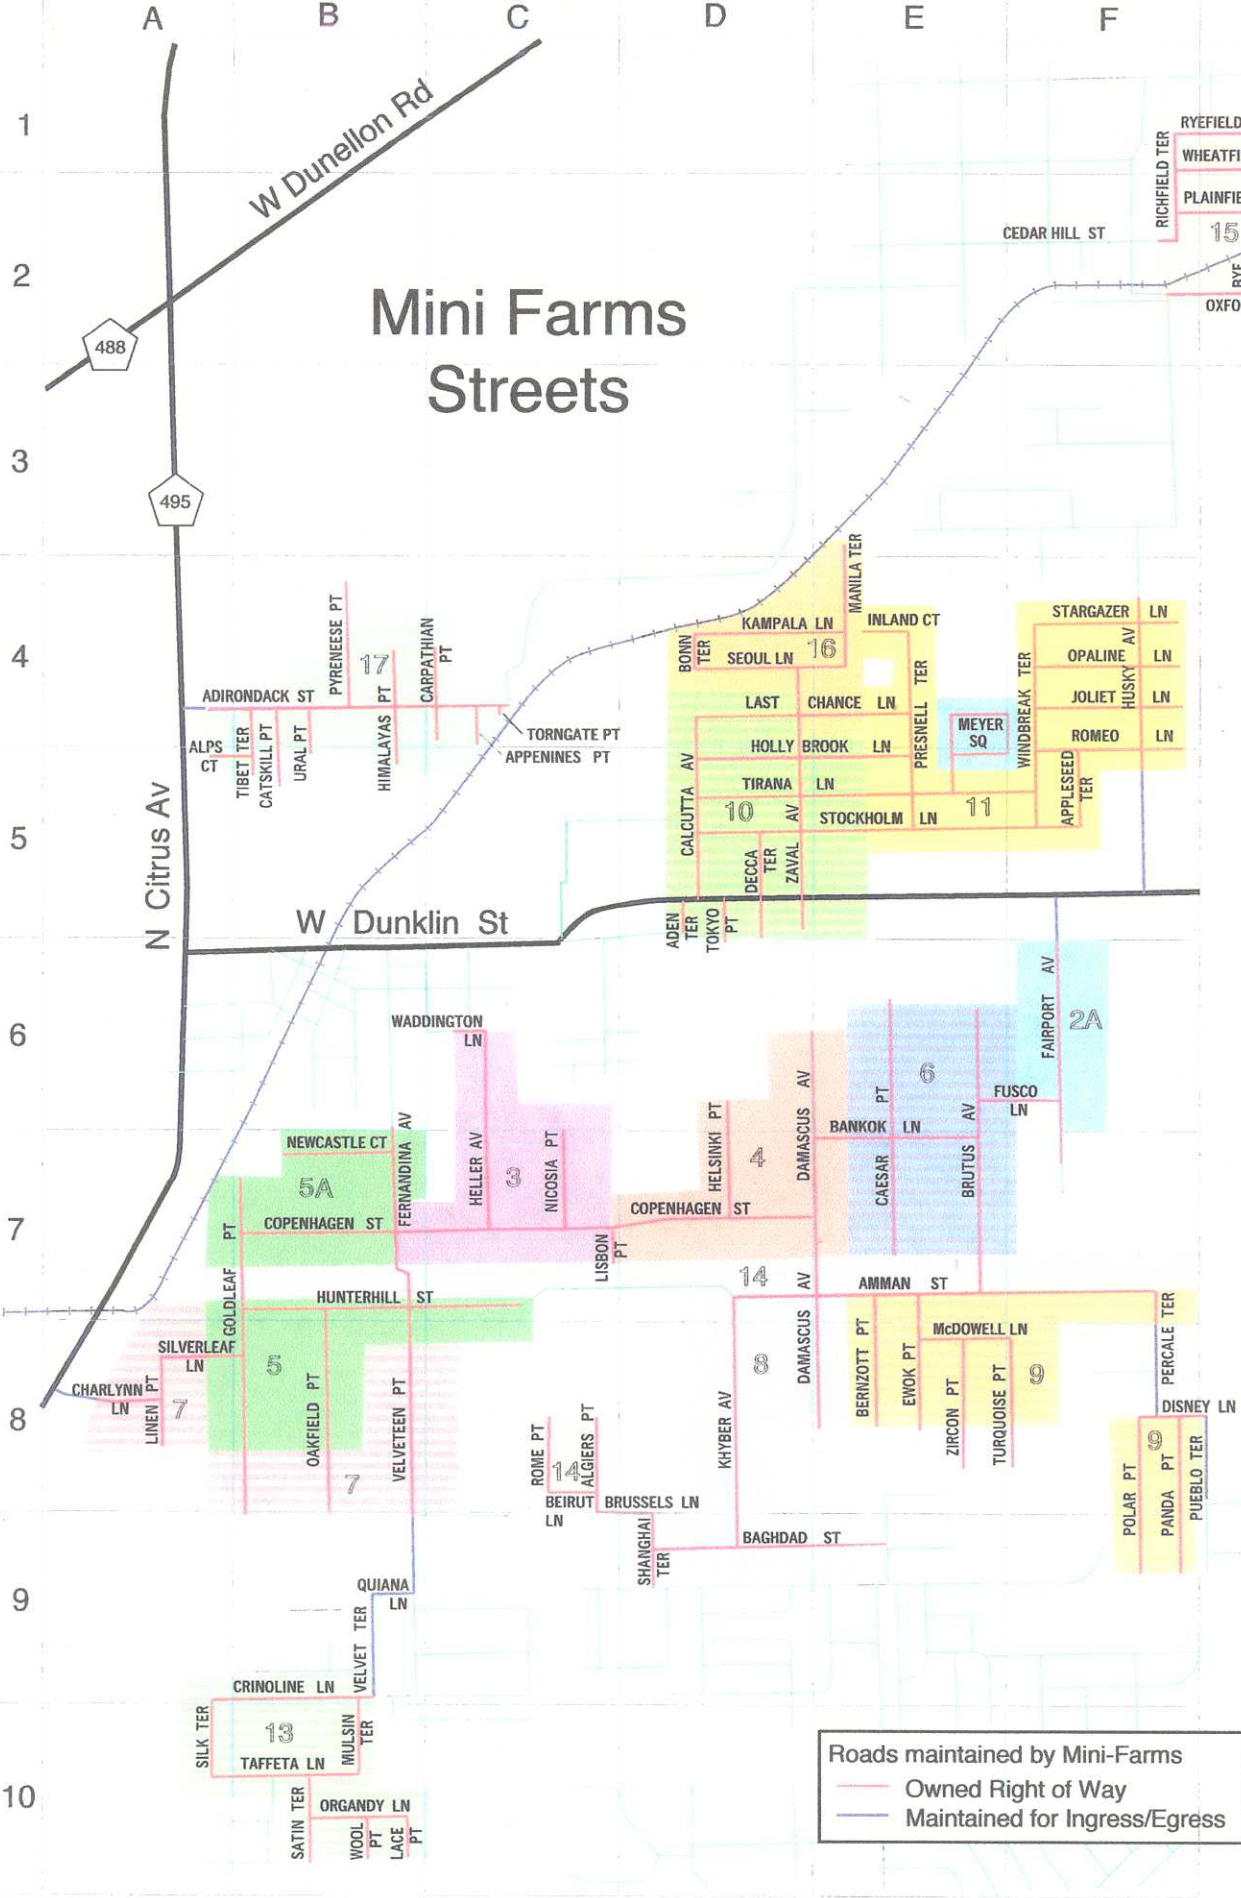 A B C D E F
1
2
3
4
5
6
7
8
9
10
W Dunellon Rd
488
495
Mini Farms
Streets
N Citrus Av
W Dunklin St
RYEFIELD
RICHFIELD TER
CEDAR HILL ST
15
PYRENESE PT
17
CARPATHIAN
PT
ADIRONDACK ST
HIMALAYAS PT
ALPS
CT
TIBET TER
CATSKILL PT
URAL PT
TORNGATE PT
APPENINES PT
MANILA TER
KAMPALA LN
INLAND CT
BONN
TER
SEOUL LN
16
LAST CHANCE LN
PRESNELL TER
HOLLY BROOK LN
MEYER
SQ
CALCUTTA AV
TIRANA LN
10
STOCKHOLM LN
11
DECCA
TER
ZAVAL AV
ADEN
TER
TOKYO
PT
WINDBREAK TER
STARGAZER LN
HUSKY AV
OPALINE LN
JOLIET LN
ROMEO LN
APPLESEED
TER
WADDINGTON
LN
NEWCASTLE CT
5A
FERNANDINA AV
HELLER AV
3
NICOSIA PT
COPENHAGEN ST
LISBON
PT
HELSINKI PT
4
COPENHAGEN ST
DAMASCUS AV
BANKOK LN
CAESAR PT
6
BRUTUS AV
FAIRPORT AV
2A
FUSCO
LN
14
AMMAN ST
GOLDLEAF PT
HUNTERHILL ST
SILVERLEAF
LN
CHARLYNN
LN
LINEN PT
7
5
OAKFIELD PT
7
VELVETEEN PT
DAMASCUS AV
8
KHYBER AV
BERNZOTT PT
EWOK PT
McDOWELL LN
ZIRCON PT
TURQUOISE PT
9
PERCALE TER
DISNEY LN
9
POLAR PT
PANDA PT
PUEBLO TER
ROME PT
14
ALGIERS PT
BEIRUT
LN
BRUSSELS LN
SHANGHAI
TER
BAGHDAD ST
QUIANA
LN
VELVET TER
CRINOLINE LN
SILK TER
13
MULSIN
TER
TAFFETA LN
SATIN TER
ORGANDY LN
WOOL
PT
LACE
PT
Roads maintained by Mini-Farms
Owned Right of Way
Maintained for Ingress/Egress